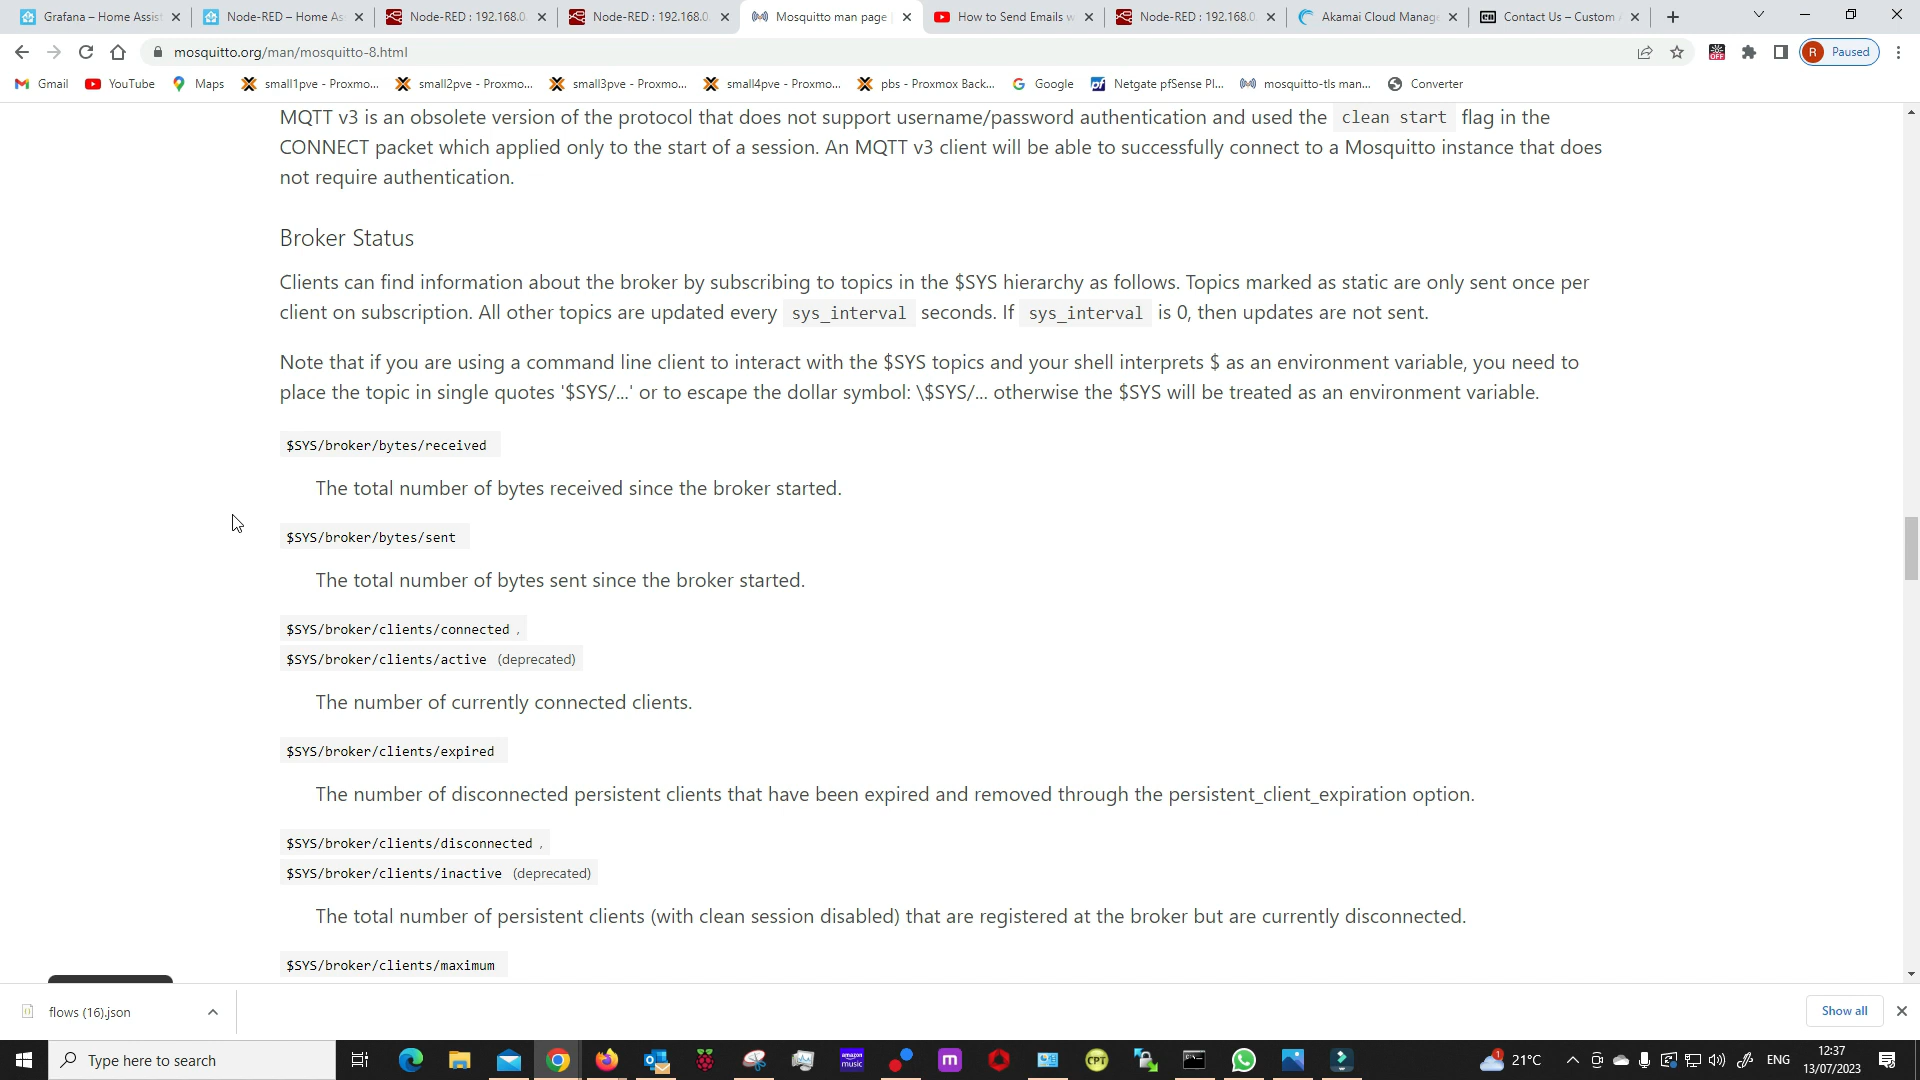 Grafana – Home Assis
Node-RED – Home As
Node-RED : 192.168.0.
Node-RED : 192.168.0.
Mosquitto man page
How to Send Emails w
Node-RED : 192.168.0.
Akamai Cloud Manag
Contact Us – Custom
mosquitto.org/man/mosquitto-8.html
R Paused
Gmail
YouTube
Maps
small1pve - Proxmo...
small2pve - Proxmo...
small3pve - Proxmo...
small4pve - Proxmo...
pbs - Proxmox Back...
Google
Netgate pfSense Pl...
mosquitto-tls man...
Converter
MQTT v3 is an obsolete version of the protocol that does not support username/password authentication and used the clean start flag in the
CONNECT packet which applied only to the start of a session. An MQTT v3 client will be able to successfully connect to a Mosquitto instance that does
not require authentication.
Broker Status
Clients can find information about the broker by subscribing to topics in the $SYS hierarchy as follows. Topics marked as static are only sent once per
client on subscription. All other topics are updated every sys_interval seconds. If sys_interval is 0, then updates are not sent.
Note that if you are using a command line client to interact with the $SYS topics and your shell interprets $ as an environment variable, you need to
place the topic in single quotes '$SYS/...' or to escape the dollar symbol: \$SYS/... otherwise the $SYS will be treated as an environment variable.
$SYS/broker/bytes/received
The total number of bytes received since the broker started.
$SYS/broker/bytes/sent
The total number of bytes sent since the broker started.
$SYS/broker/clients/connected ,
$SYS/broker/clients/active (deprecated)
The number of currently connected clients.
$SYS/broker/clients/expired
The number of disconnected persistent clients that have been expired and removed through the persistent_client_expiration option.
$SYS/broker/clients/disconnected ,
$SYS/broker/clients/inactive (deprecated)
The total number of persistent clients (with clean session disabled) that are registered at the broker but are currently disconnected.
$SYS/broker/clients/maximum
flows (16).json
Show all
Type here to search
amazon
music
m
CPT
1
21°C
ENG
12:37
13/07/2023